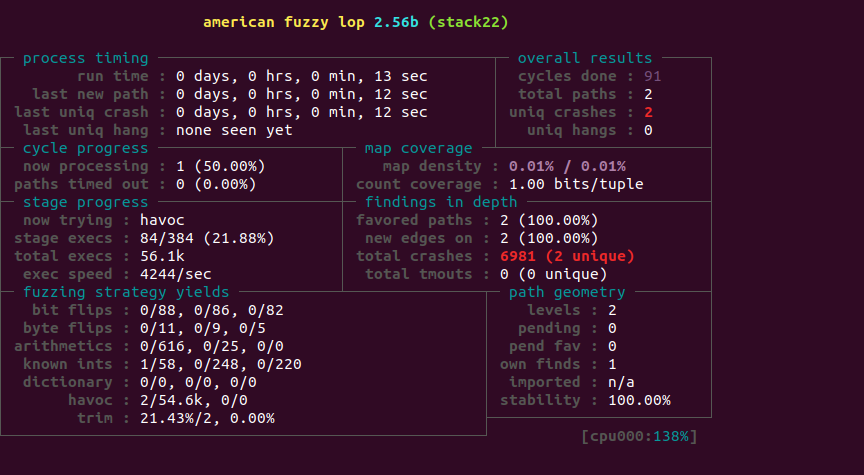 american fuzzy lop 2.56b (stack22)
process timing overall results
run time : 0 days, 0 hrs, 0 min, 13 sec cycles done : 91
last new path : 0 days, 0 hrs, 0 min, 12 sec total paths : 2
last uniq crash : 0 days, 0 hrs, 0 min, 12 sec uniq crashes : 2
last uniq hang : none seen yet uniq hangs : 0
cycle progress map coverage
now processing : 1 (50.00%) map density : 0.01% / 0.01%
paths timed out : 0 (0.00%) count coverage : 1.00 bits/tuple
stage progress findings in depth
now trying : havoc favored paths : 2 (100.00%)
stage execs : 84/384 (21.88%) new edges on : 2 (100.00%)
total execs : 56.1k total crashes : 6981 (2 unique)
exec speed : 4244/sec total tmouts : 0 (0 unique)
fuzzing strategy yields path geometry
bit flips : 0/88, 0/86, 0/82 levels : 2
byte flips : 0/11, 0/9, 0/5 pending : 0
arithmetics : 0/616, 0/25, 0/0 pend fav : 0
known ints : 1/58, 0/248, 0/220 own finds : 1
dictionary : 0/0, 0/0, 0/0 imported : n/a
havoc : 2/54.6k, 0/0 stability : 100.00%
trim : 21.43%/2, 0.00%
[cpu000:138%]